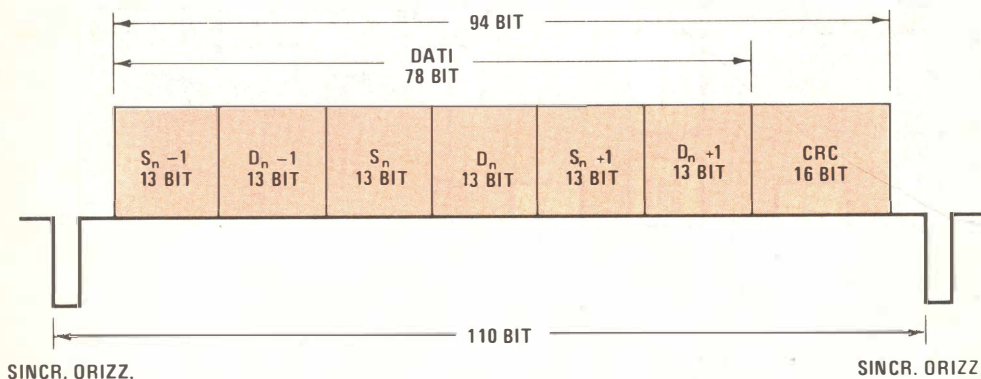 94 BIT
DATI
78 BIT
Sₙ −1
13 BIT
Dₙ −1
13 BIT
Sₙ
13 BIT
Dₙ
13 BIT
Sₙ +1
13 BIT
Dₙ +1
13 BIT
CRC
16 BIT
110 BIT
SINCR. ORIZZ.
SINCR. ORIZZ